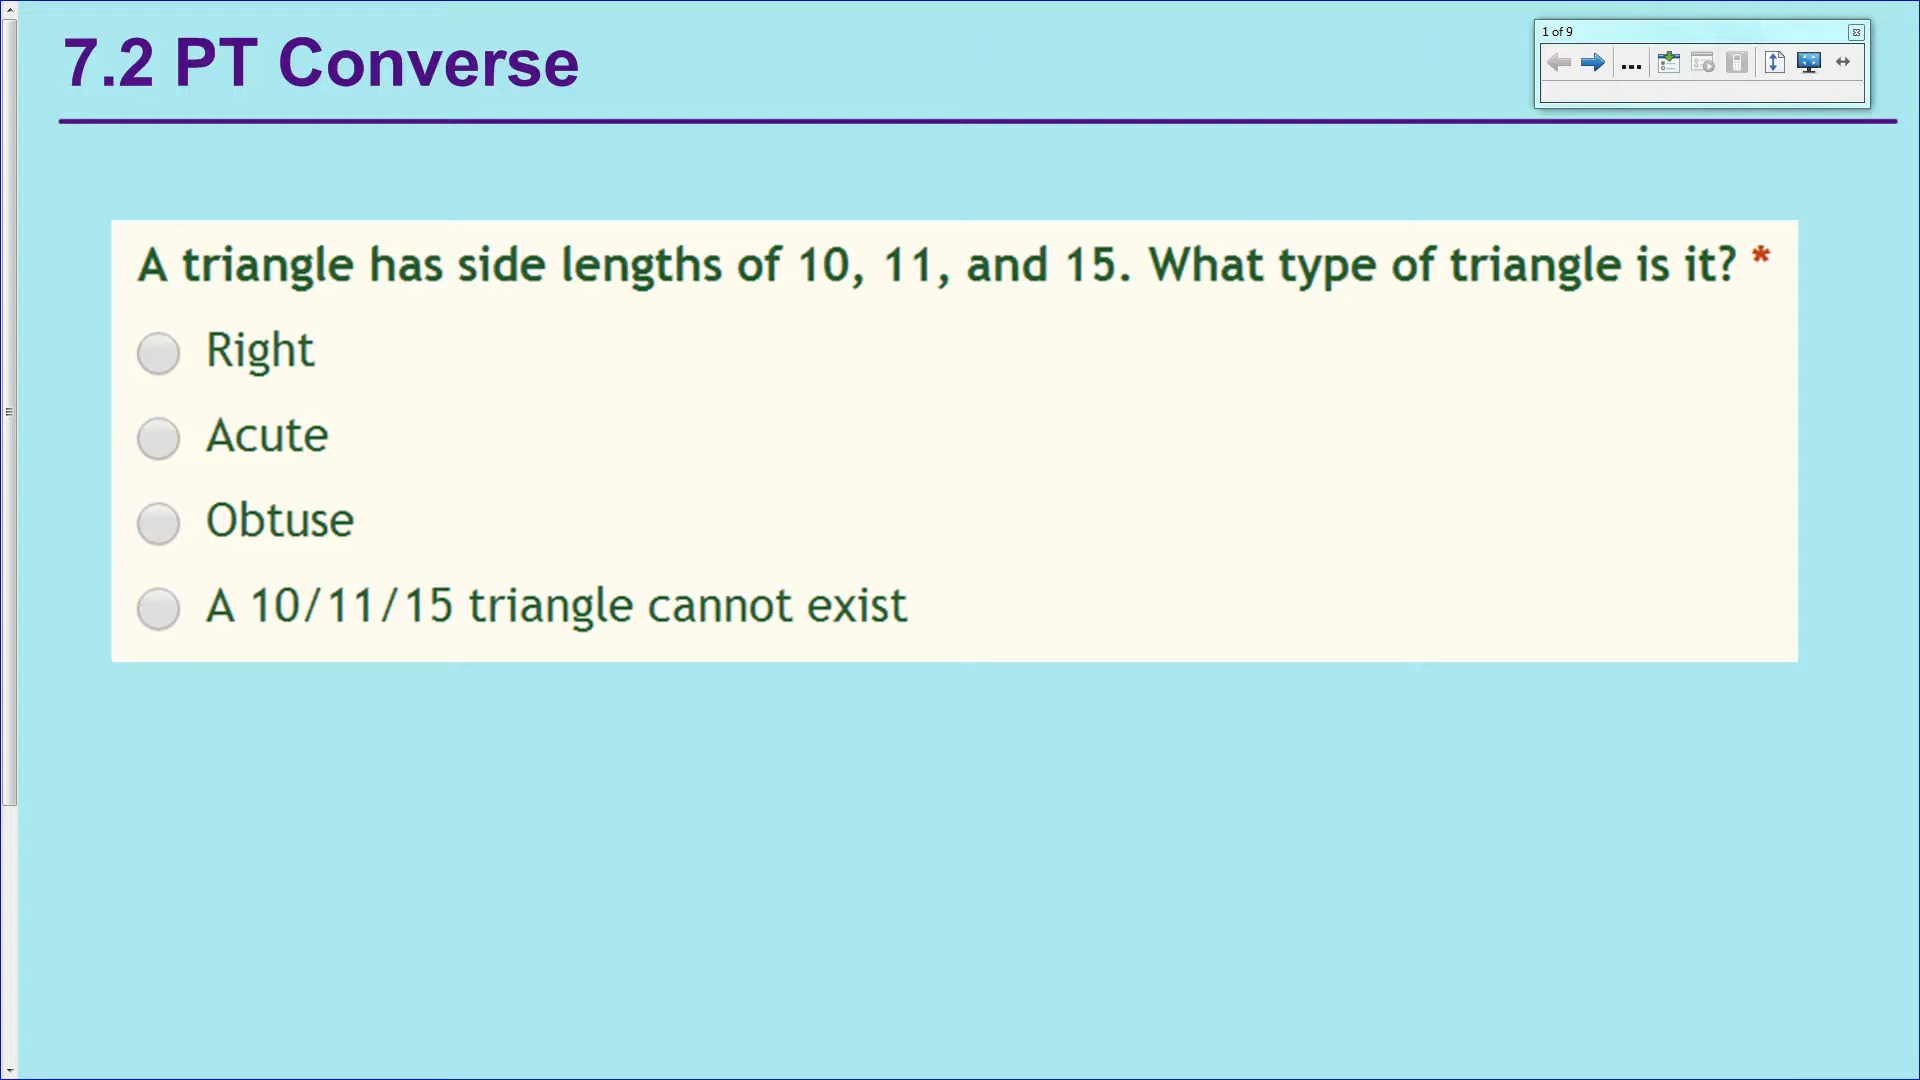 7.2 PT Converse
1 of 9
A triangle has side lengths of 10, 11, and 15. What type of triangle is it? *
Right
Acute
Obtuse
A 10/11/15 triangle cannot exist